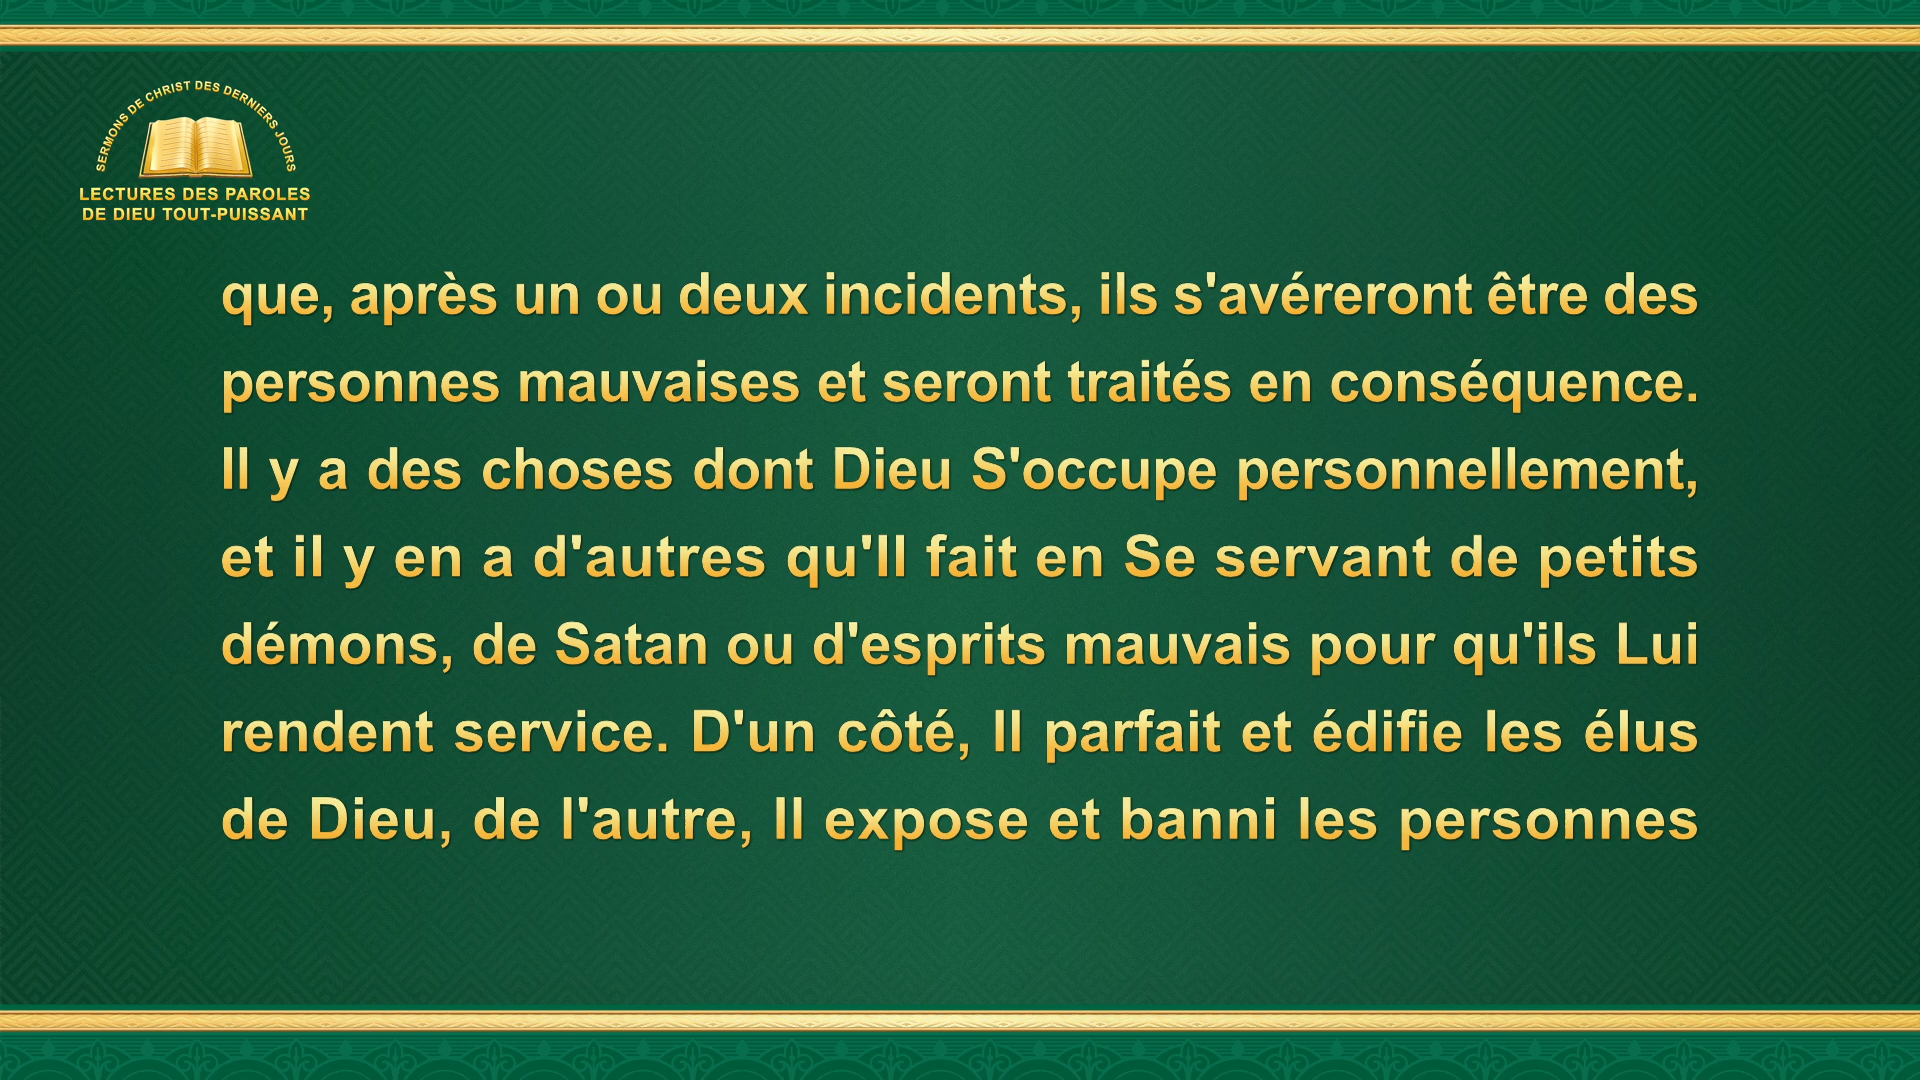 SERMONS DE CHRIST DES DERNIERS JOURS
LECTURES DES PAROLES
DE DIEU TOUT-PUISSANT
que, après un ou deux incidents, ils s'avéreront être des
personnes mauvaises et seront traités en conséquence.
Il y a des choses dont Dieu S'occupe personnellement,
et il y en a d'autres qu'Il fait en Se servant de petits
démons, de Satan ou d'esprits mauvais pour qu'ils Lui
rendent service. D'un côté, Il parfait et édifie les élus
de Dieu, de l'autre, Il expose et banni les personnes